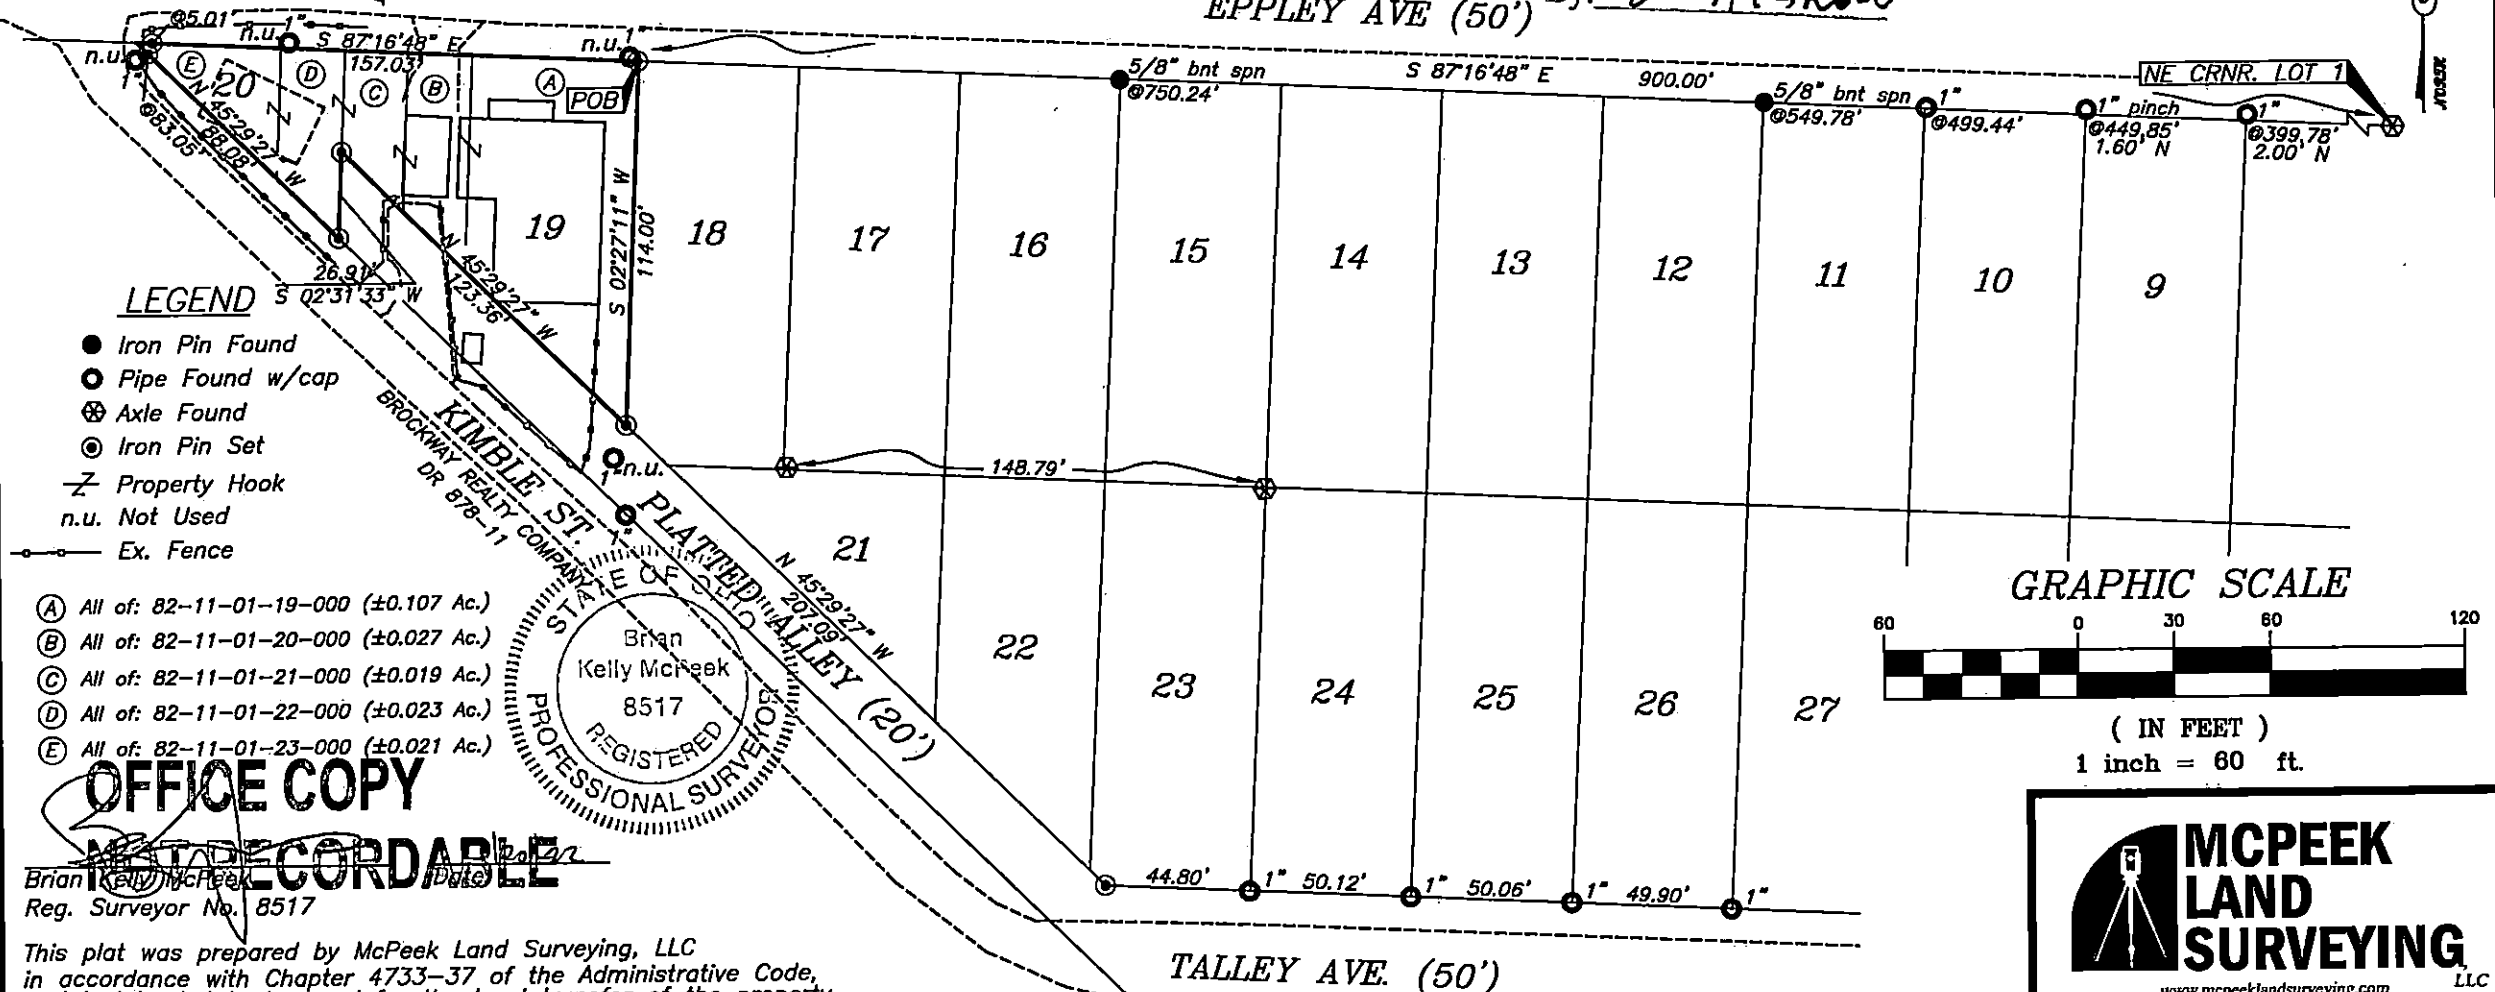 EPPLEY AVE (50')
@5.01
1"
n.u.
S 87°16'48" E
157.03'
n.u.
1"
n.u.
1"
E
20
D
C
B
A
POB
5/8" bnt spn
@750.24'
S 87°16'48" E
900.00'
5/8" bnt spn
@549.78'
1"
@499.44'
1" pinch
@449.85'
1.60' N
1"
@399.78'
2.00' N
NE CRNR. LOT 1
N 45°29'27" W
88.08'
@83.05'
19
18
17
16
15
14
13
12
11
10
9
S 02°27'11" W
114.00'
N 45°29'27" W
123.36'
26.91'
S 02°31'33" W
LEGEND
Iron Pin Found
Pipe Found w/cap
Axle Found
Iron Pin Set
Property Hook
n.u. Not Used
Ex. Fence
148.79'
1" n.u.
1"
KIMBLE ST.
BROCKWAY REALTY COMPANY
DR 878-11
PLATTED ALLEY (20')
N 45°29'27" W
207.09'
21
22
23
24
25
26
27
A All of: 82-11-01-19-000 (±0.107 Ac.)
B All of: 82-11-01-20-000 (±0.027 Ac.)
C All of: 82-11-01-21-000 (±0.019 Ac.)
D All of: 82-11-01-22-000 (±0.023 Ac.)
E All of: 82-11-01-23-000 (±0.021 Ac.)
STATE OF OHIO
Brian
Kelly McPeek
8517
REGISTERED
PROFESSIONAL SURVEYOR
GRAPHIC SCALE
60 0 30 60 120
( IN FEET )
1 inch = 60 ft.
OFFICE COPY
NOT RECORDABLE
Brian Kelly McPeek Date
Reg. Surveyor No. 8517
44.80'
1"
50.12'
1"
50.06'
1"
49.90'
1"
TALLEY AVE. (50')
This plat was prepared by McPeek Land Surveying, LLC
in accordance with Chapter 4733-37 of the Administrative Code,
MCPEEK
LAND
SURVEYING,
LLC
www.mcpeeklandsurveying.com